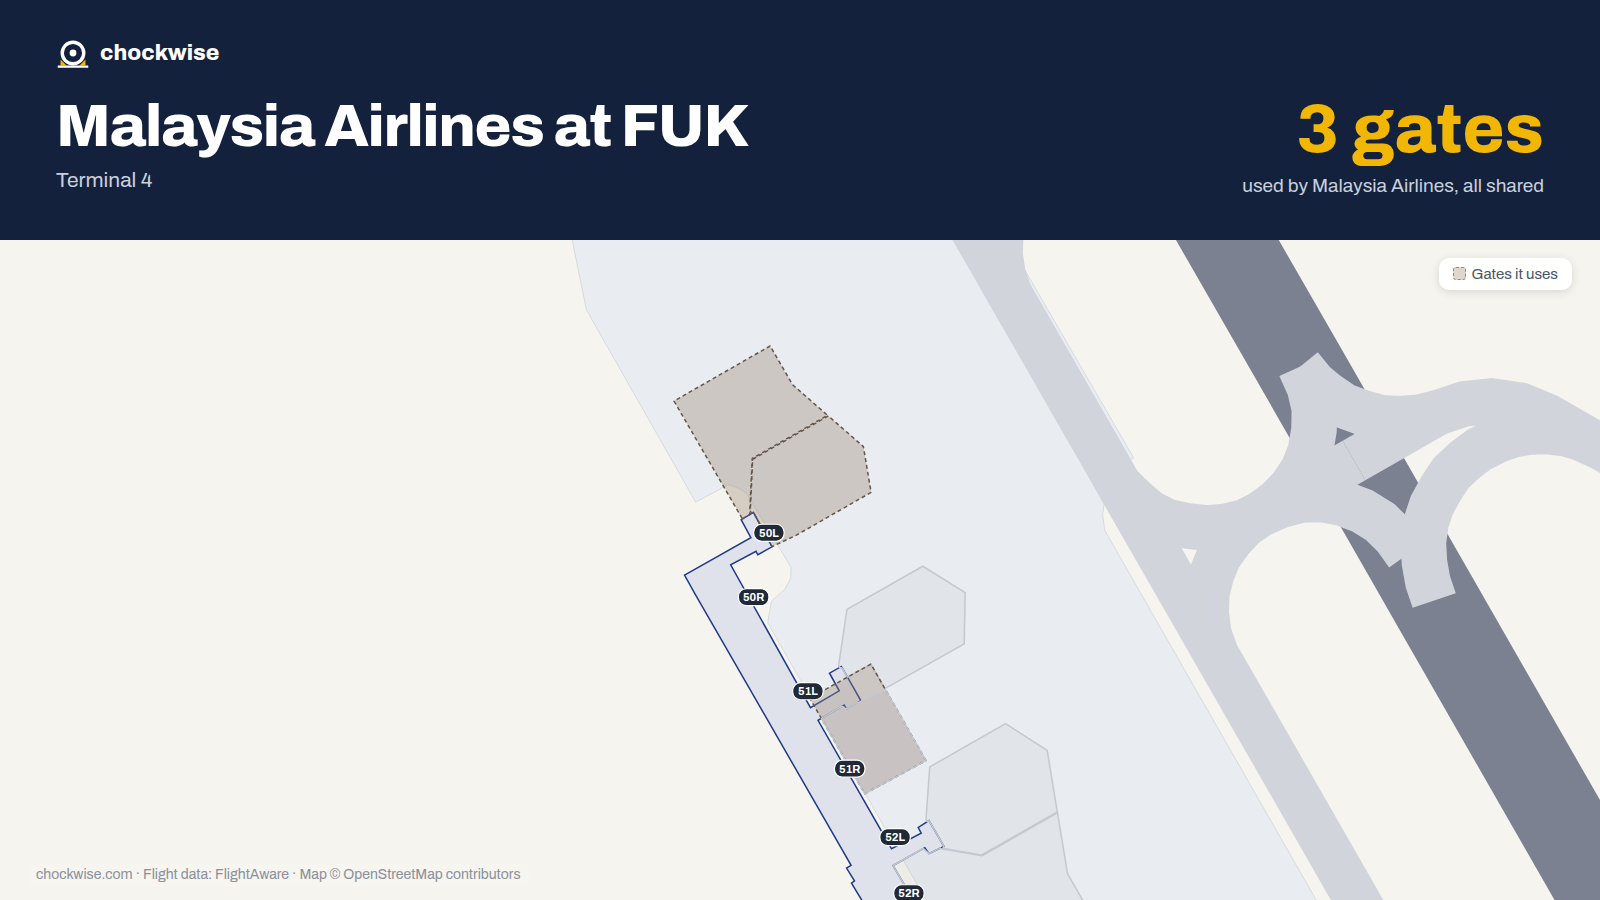 chockwise
Malaysia Airlines at FUK
Terminal 4
3 gates
used by Malaysia Airlines, all shared
Gates it uses
50L
50R
51L
51R
52L
52R
chockwise.com · Flight data: FlightAware · Map © OpenStreetMap contributors